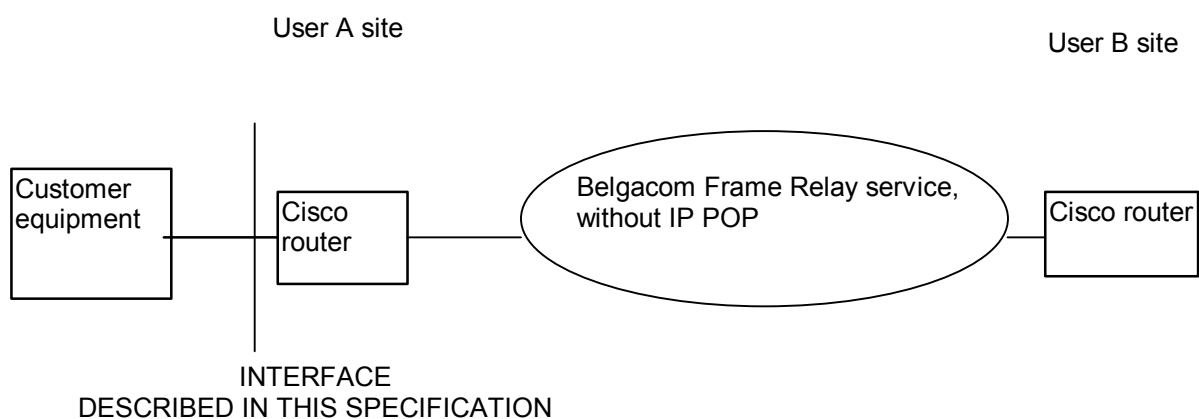 User A site
User B site
Customer
equipment
Cisco
router
Belgacom Frame Relay service,
without IP POP
Cisco router
INTERFACE
DESCRIBED IN THIS SPECIFICATION